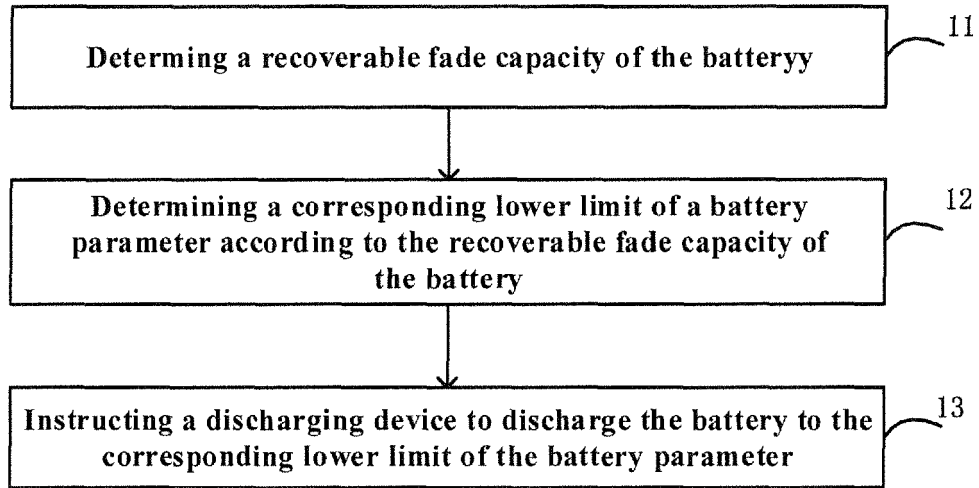 11
Determing a recoverable fade capacity of the batteryy
12
Determining a corresponding lower limit of a battery
parameter according to the recoverable fade capacity of
the battery
13
Instructing a discharging device to discharge the battery to the
corresponding lower limit of the battery parameter